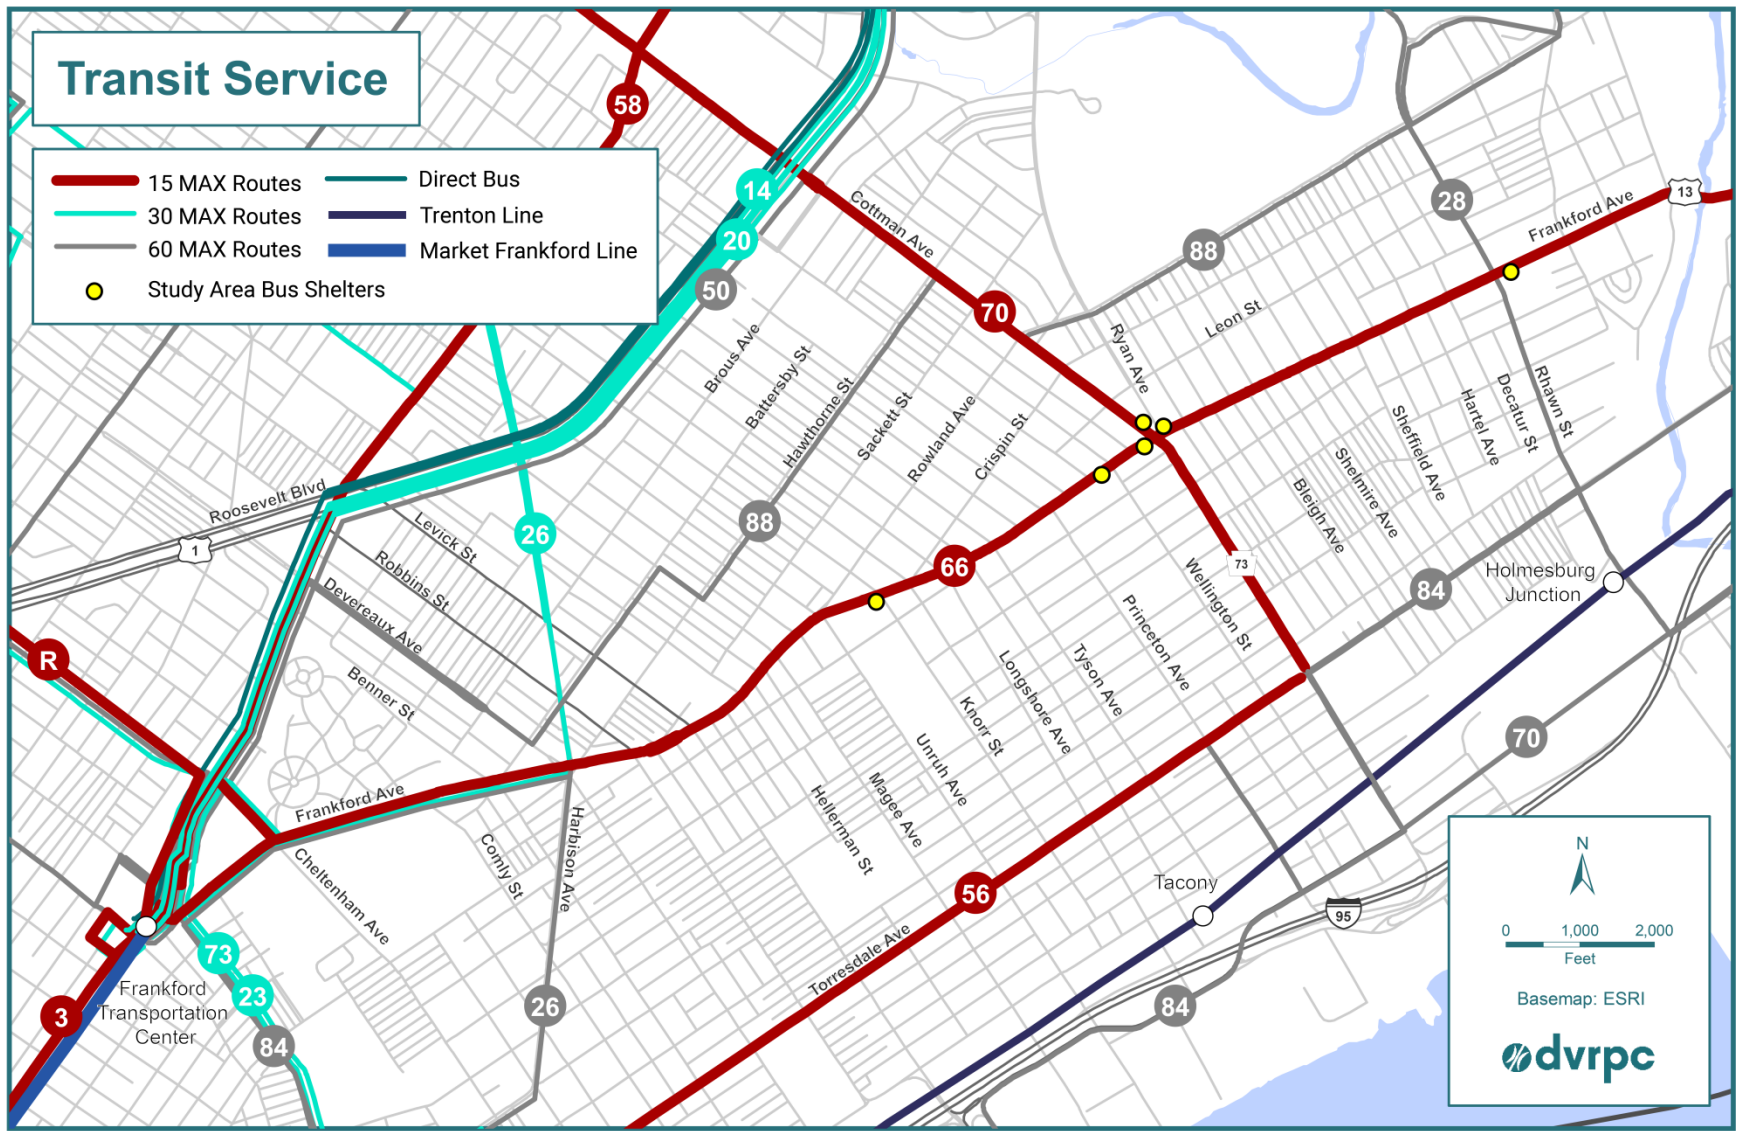 Transit Service
15 MAX Routes
30 MAX Routes
60 MAX Routes
Direct Bus
Trenton Line
Market Frankford Line
Study Area Bus Shelters
58
14
20
50
Cottman Ave
70
88
28
Frankford Ave
13
Leon St
Ryan Ave
Brous Ave
Battersby St
Hawthorne St
Sackett St
Rowland Ave
Crispin St
Rhawn St
Decatur St
Hartel Ave
Sheffield Ave
Shelmire Ave
Bleigh Ave
Roosevelt Blvd
1
Levick St
Robbins St
Devereaux Ave
Benner St
26
88
66
73
Wellington St
Princeton Ave
Tyson Ave
Longshore Ave
Knorr St
Unruh Ave
Magee Ave
Hellerman St
84
Holmesburg
Junction
70
R
Frankford Ave
Cheltenham Ave
Comly St
Harbison Ave
56
Torresdale Ave
Tacony
95
84
73
23
84
26
3
Frankford
Transportation
Center
N
0 1,000 2,000
Feet
Basemap: ESRI
dvrpc